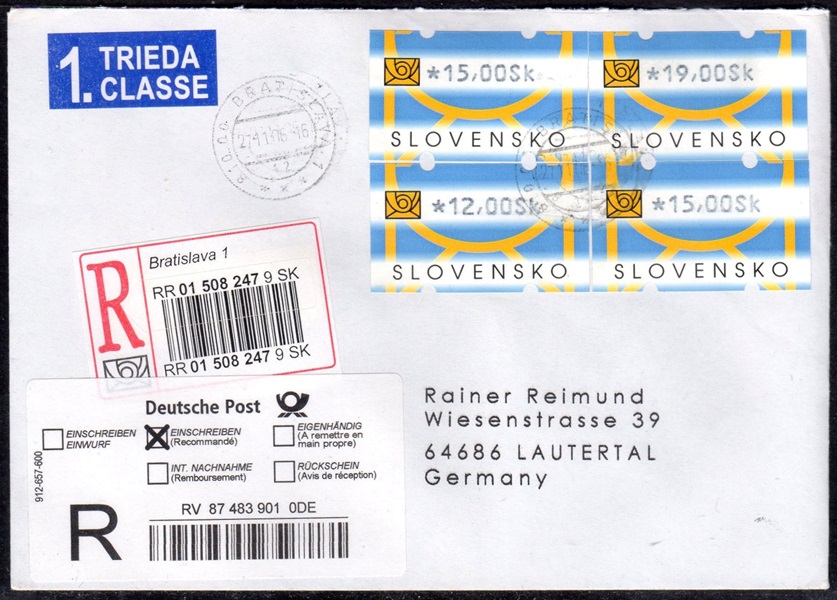 1. TRIEDA
CLASSE
BRATISLAVA 1
*15,00Sk
SLOVENSKO
*19,00Sk
SLOVENSKO
*12,00Sk
SLOVENSKO
*15,00Sk
SLOVENSKO
R
Bratislava 1
RR 01 508 247 9 SK
RR 01 508 247 9 SK
Deutsche Post
EINSCHREIBEN
EINWURF
EINSCHREIBEN
(Recommandé)
EIGENHÄNDIG
(A remettre en
main propre)
INT. NACHNAHME
(Remboursement)
RÜCKSCHEIN
(Avis de réception)
912-657-600
R
RV 87 483 901 0DE
Rainer Reimund
Wiesenstrasse 39
64686 LAUTERTAL
Germany